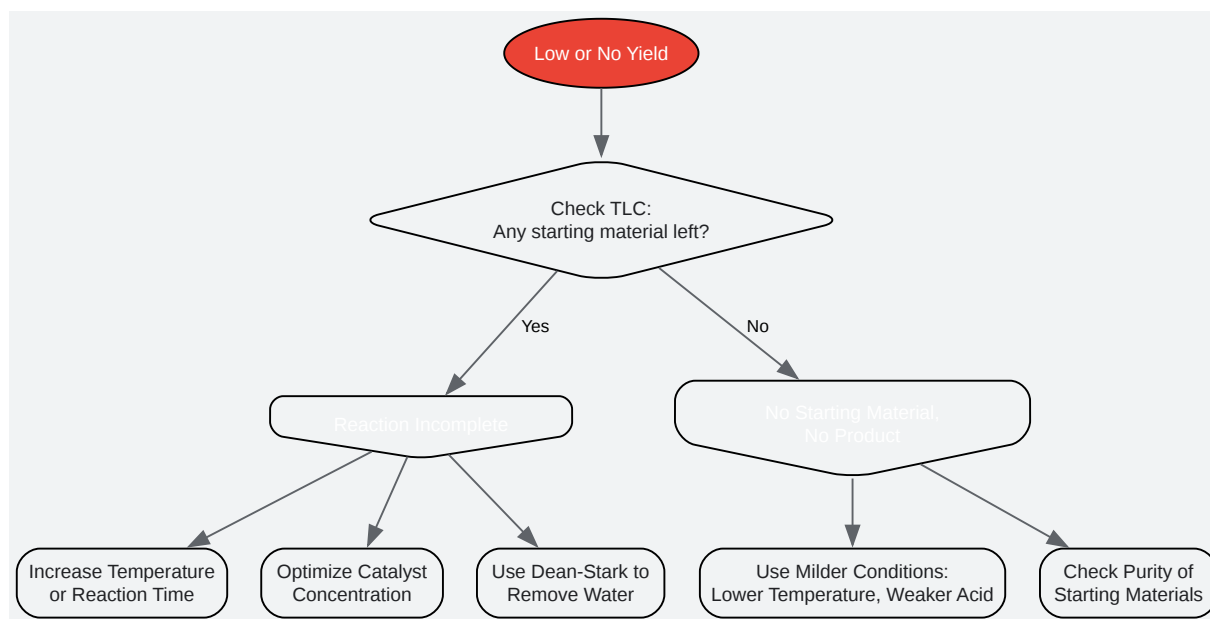 Low or No Yield
Check TLC:
Any starting material left?
Yes
No
Reaction Incomplete
No Starting Material,
No Product
Increase Temperature
or Reaction Time
Optimize Catalyst
Concentration
Use Dean-Stark to
Remove Water
Use Milder Conditions:
Lower Temperature, Weaker Acid
Check Purity of
Starting Materials